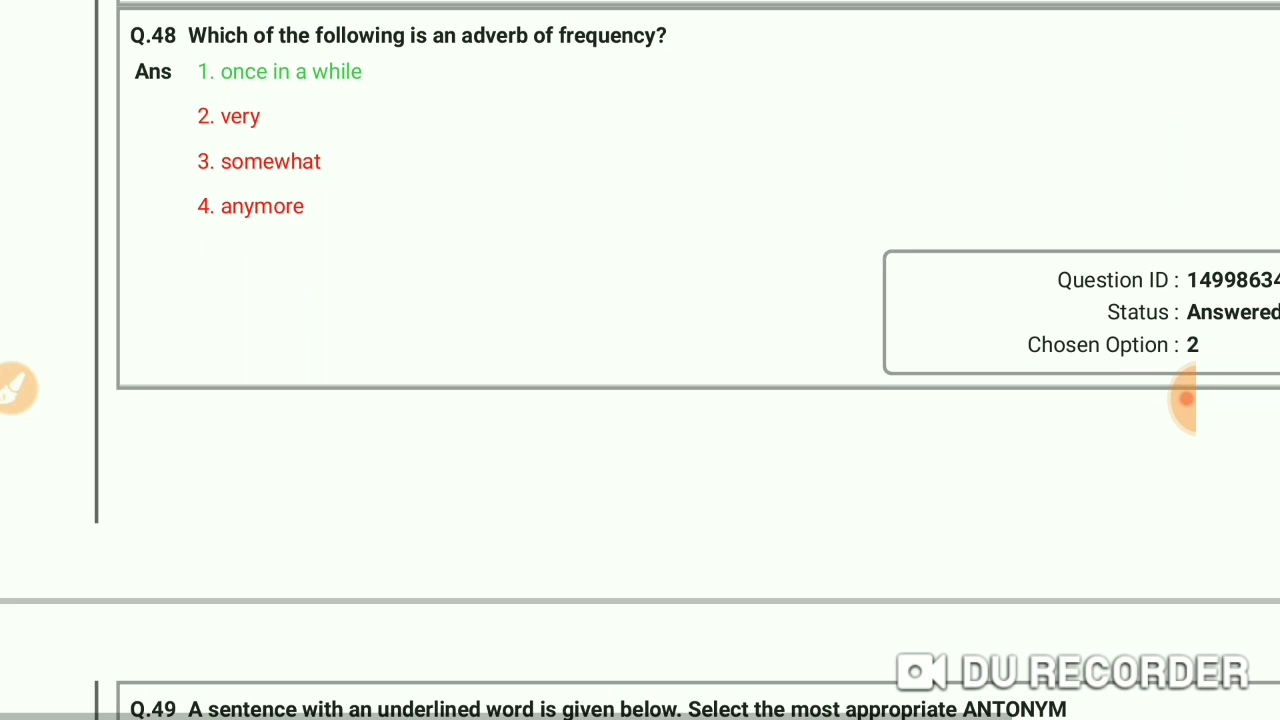 Q.48 Which of the following is an adverb of frequency?
Ans 1. once in a while
2. very
3. somewhat
4. anymore
Question ID : 14998634
Status : Answered
Chosen Option : 2
DU RECORDER
Q.49 A sentence with an underlined word is given below. Select the most appropriate ANTONYM